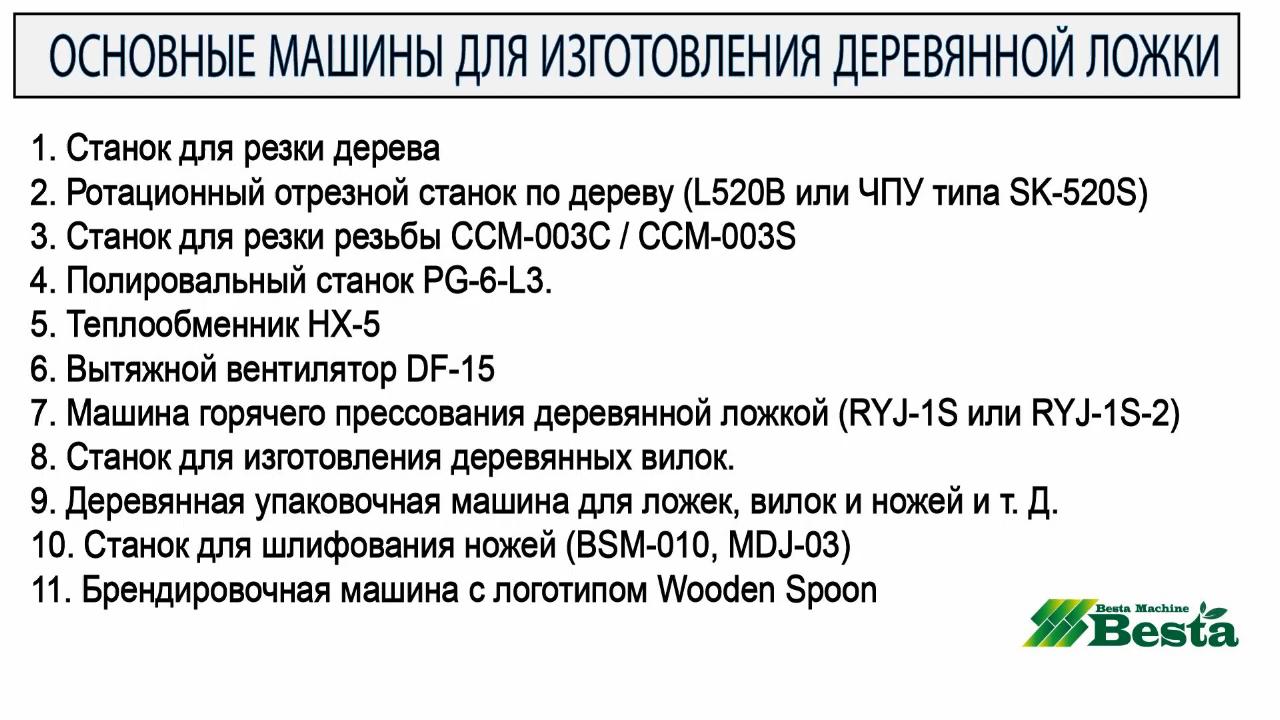 ОСНОВНЫЕ МАШИНЫ ДЛЯ ИЗГОТОВЛЕНИЯ ДЕРЕВЯННОЙ ЛОЖКИ
1. Станок для резки дерева
2. Ротационный отрезной станок по дереву (L520B или ЧПУ типа SK-520S)
3. Станок для резки резьбы CCM-003C / CCM-003S
4. Полировальный станок PG-6-L3.
5. Теплообменник HX-5
6. Вытяжной вентилятор DF-15
7. Машина горячего прессования деревянной ложкой (RYJ-1S или RYJ-1S-2)
8. Станок для изготовления деревянных вилок.
9. Деревянная упаковочная машина для ложек, вилок и ножей и т. Д.
10. Станок для шлифования ножей (BSM-010, MDJ-03)
11. Брендировочная машина с логотипом Wooden Spoon
Besta Machine
Besta